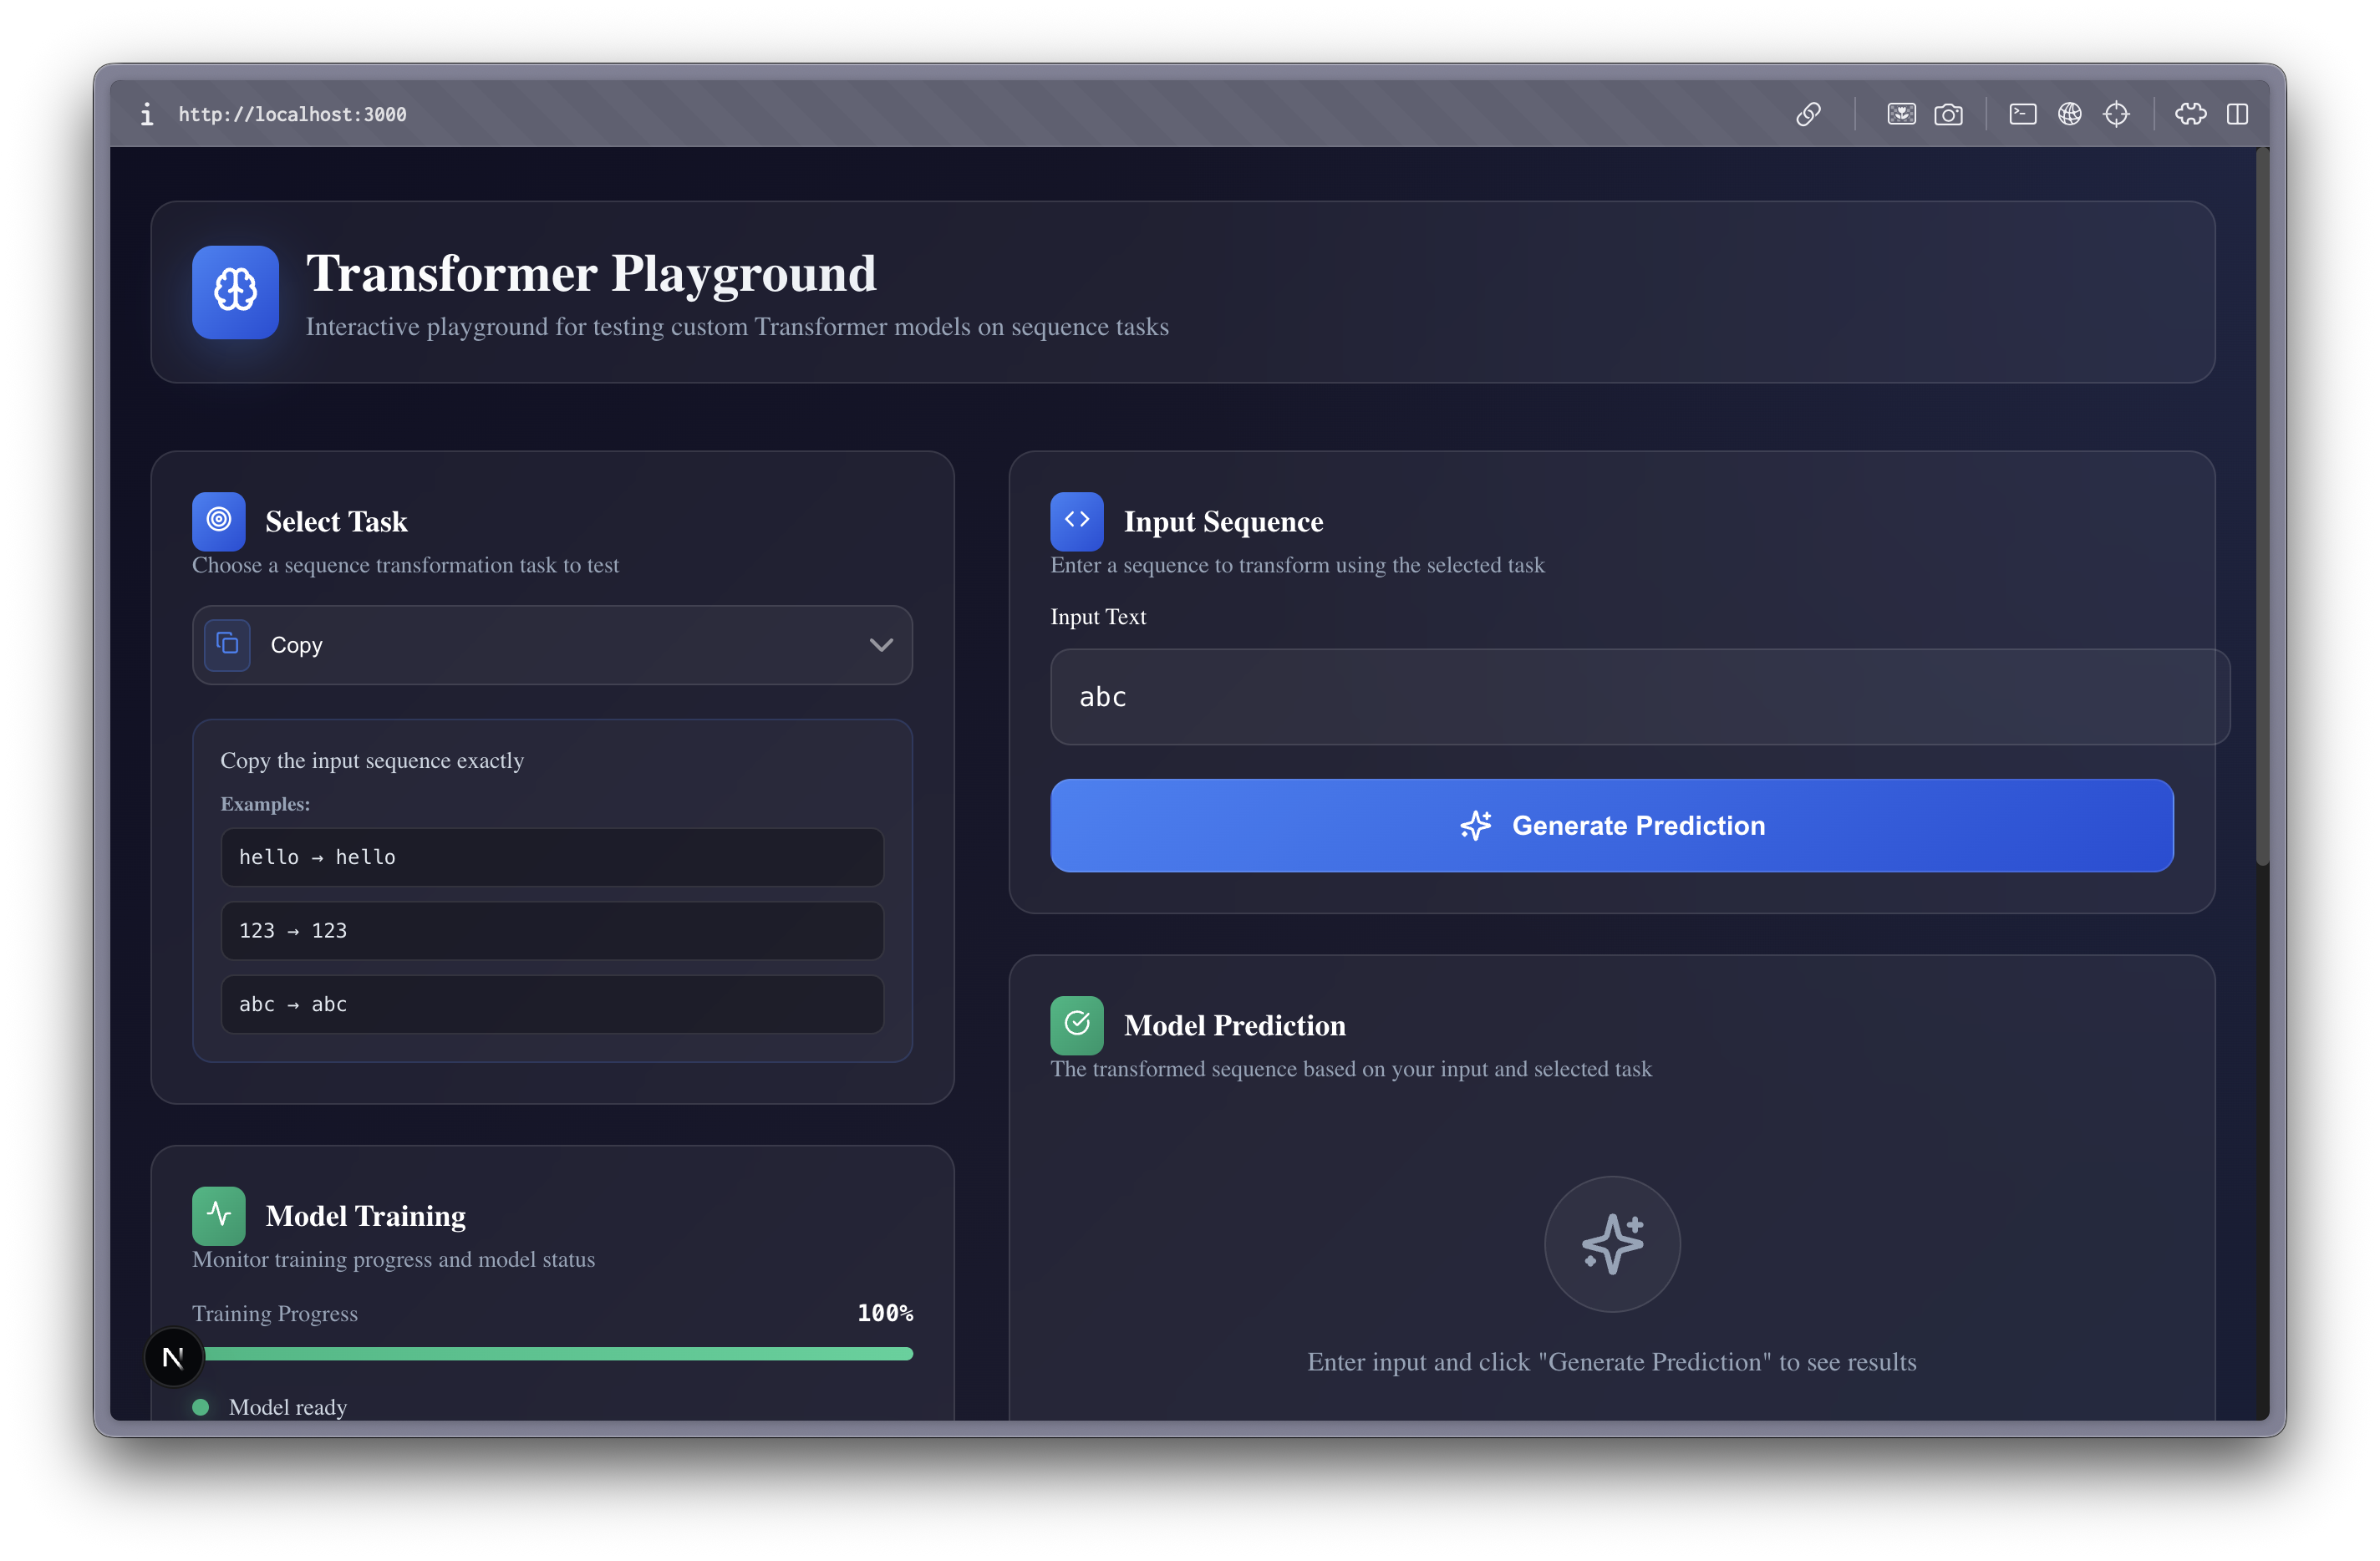 http://localhost:3000
Transformer Playground
Interactive playground for testing custom Transformer models on sequence tasks
Select Task
Choose a sequence transformation task to test
Copy
Copy the input sequence exactly
Examples:
hello → hello
123 → 123
abc → abc
Model Training
Monitor training progress and model status
Training Progress
100%
N
Model ready
Input Sequence
Enter a sequence to transform using the selected task
Input Text
abc
Generate Prediction
Model Prediction
The transformed sequence based on your input and selected task
Enter input and click "Generate Prediction" to see results